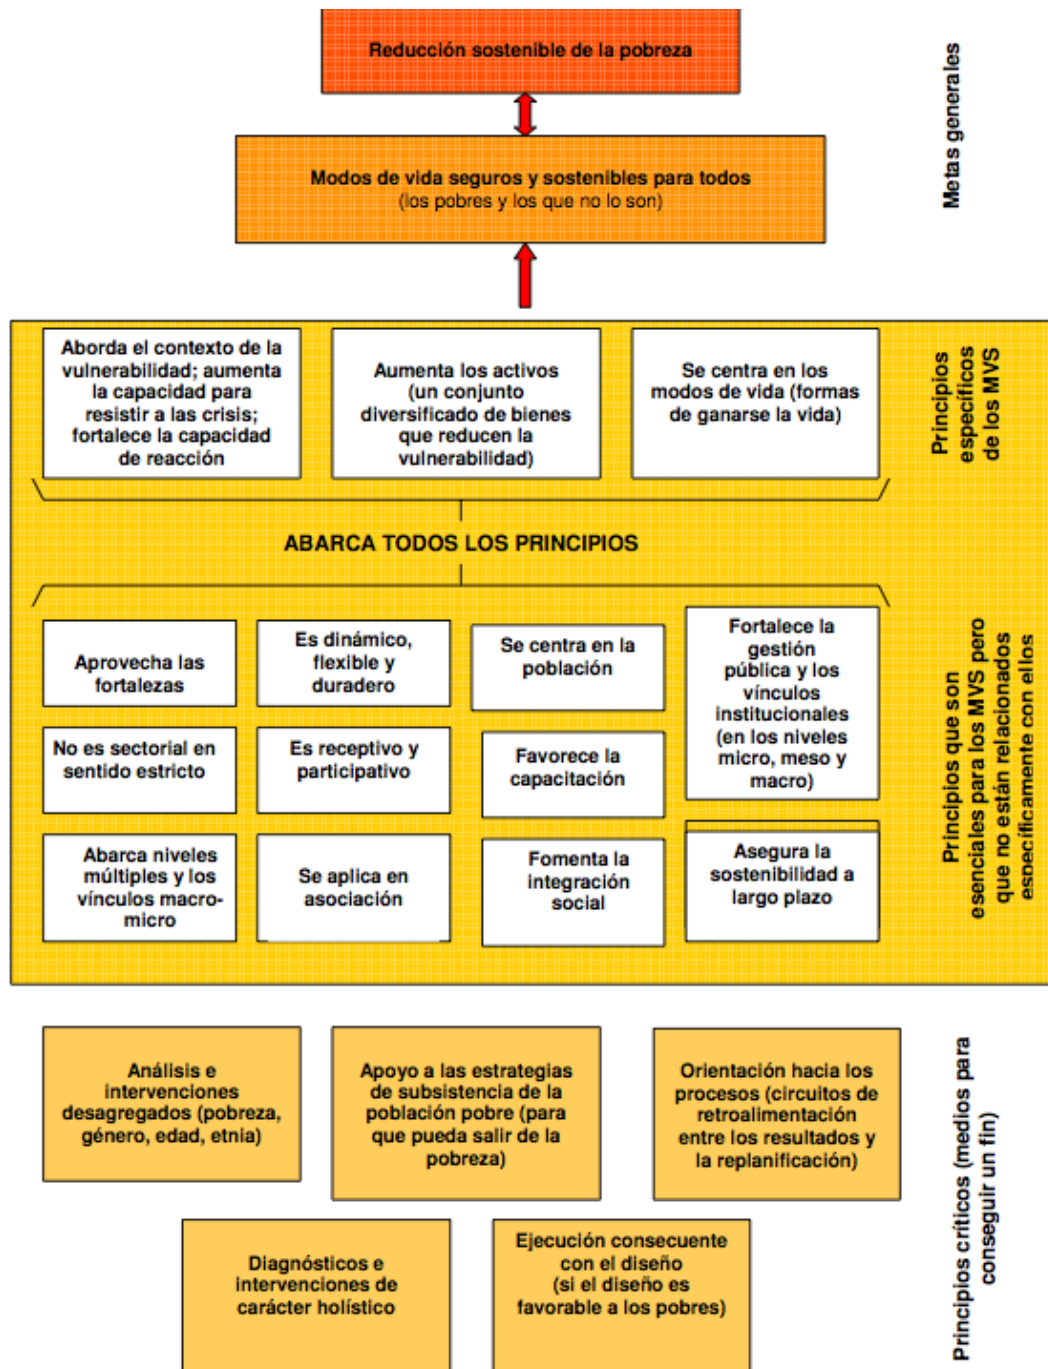 Reducción sostenible de la pobreza
Modos de vida seguros y sostenibles para todos
(los pobres y los que no lo son)
Metas generales
Aborda el contexto de la
vulnerabilidad; aumenta
la capacidad para
resistir a las crisis;
fortalece la capacidad
de reacción
Aumenta los activos
(un conjunto
diversificado de bienes
que reducen la
vulnerabilidad)
Se centra en los
modos de vida (formas
de ganarse la vida)
Principios
específicos
de los MVS
ABARCA TODOS LOS PRINCIPIOS
Aprovecha las
fortalezas
Es dinámico,
flexible y
duradero
Se centra en la
población
Fortalece la
gestión
pública y los
vínculos
institucionales
(en los niveles
micro, meso y
macro)
No es sectorial en
sentido estricto
Es receptivo y
participativo
Favorece la
capacitación
Abarca niveles
múltiples y los
vínculos macro-
micro
Se aplica en
asociación
Fomenta la
integración
social
Asegura la
sostenibilidad a
largo plazo
Principios que son
esenciales para los MVS pero
que no están relacionados
específicamente con ellos
Análisis e
intervenciones
desagregados (pobreza,
género, edad, etnia)
Apoyo a las estrategias
de subsistencia de la
población pobre (para
que pueda salir de la
pobreza)
Orientación hacia los
procesos (circuitos de
retroalimentación
entre los resultados y
la replanificación)
Diagnósticos e
intervenciones de
carácter holístico
Ejecución consecuente
con el diseño
(si el diseño es
favorable a los pobres)
Principios críticos (medios para
conseguir un fin)